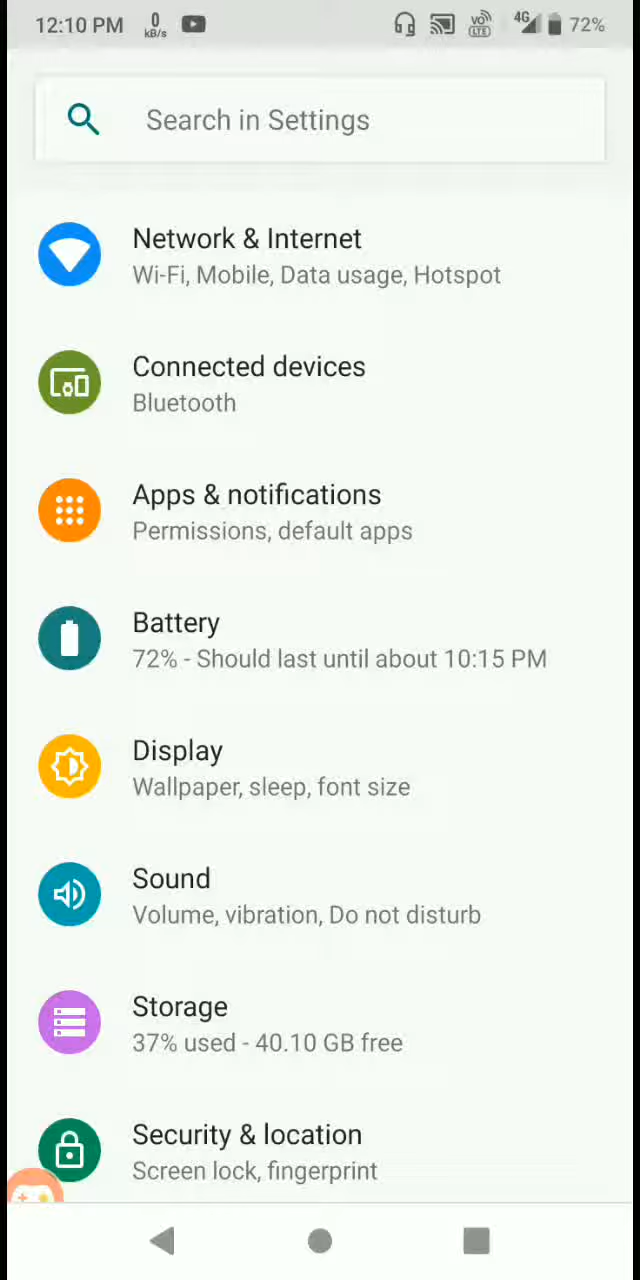 12:10 PM 0 kB/s VO LTE 4G 72%
Search in Settings
Network & Internet
Wi-Fi, Mobile, Data usage, Hotspot
Connected devices
Bluetooth
Apps & notifications
Permissions, default apps
Battery
72% - Should last until about 10:15 PM
Display
Wallpaper, sleep, font size
Sound
Volume, vibration, Do not disturb
Storage
37% used - 40.10 GB free
Security & location
Screen lock, fingerprint